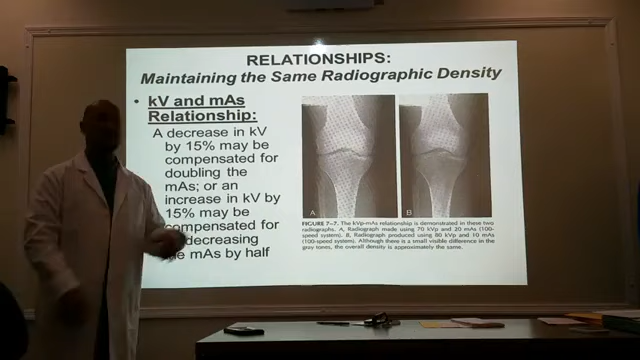 RELATIONSHIPS:
Maintaining the Same Radiographic Density
• kV and mAs
Relationship:
A decrease in kV
by 15% may be
compensated for
doubling the
mAs; or an
increase in kV by
15% may be
compensated for
decreasing
the mAs by half
A
B
FIGURE 7-7. The kVp-mAs relationship is demonstrated in these two
radiographs. A, Radiograph made using 70 kVp and 20 mAs (100-
speed system). B, Radiograph produced using 80 kVp and 10 mAs
(100-speed system). Although there is a small visible difference in the
gray tones, the overall density is approximately the same.